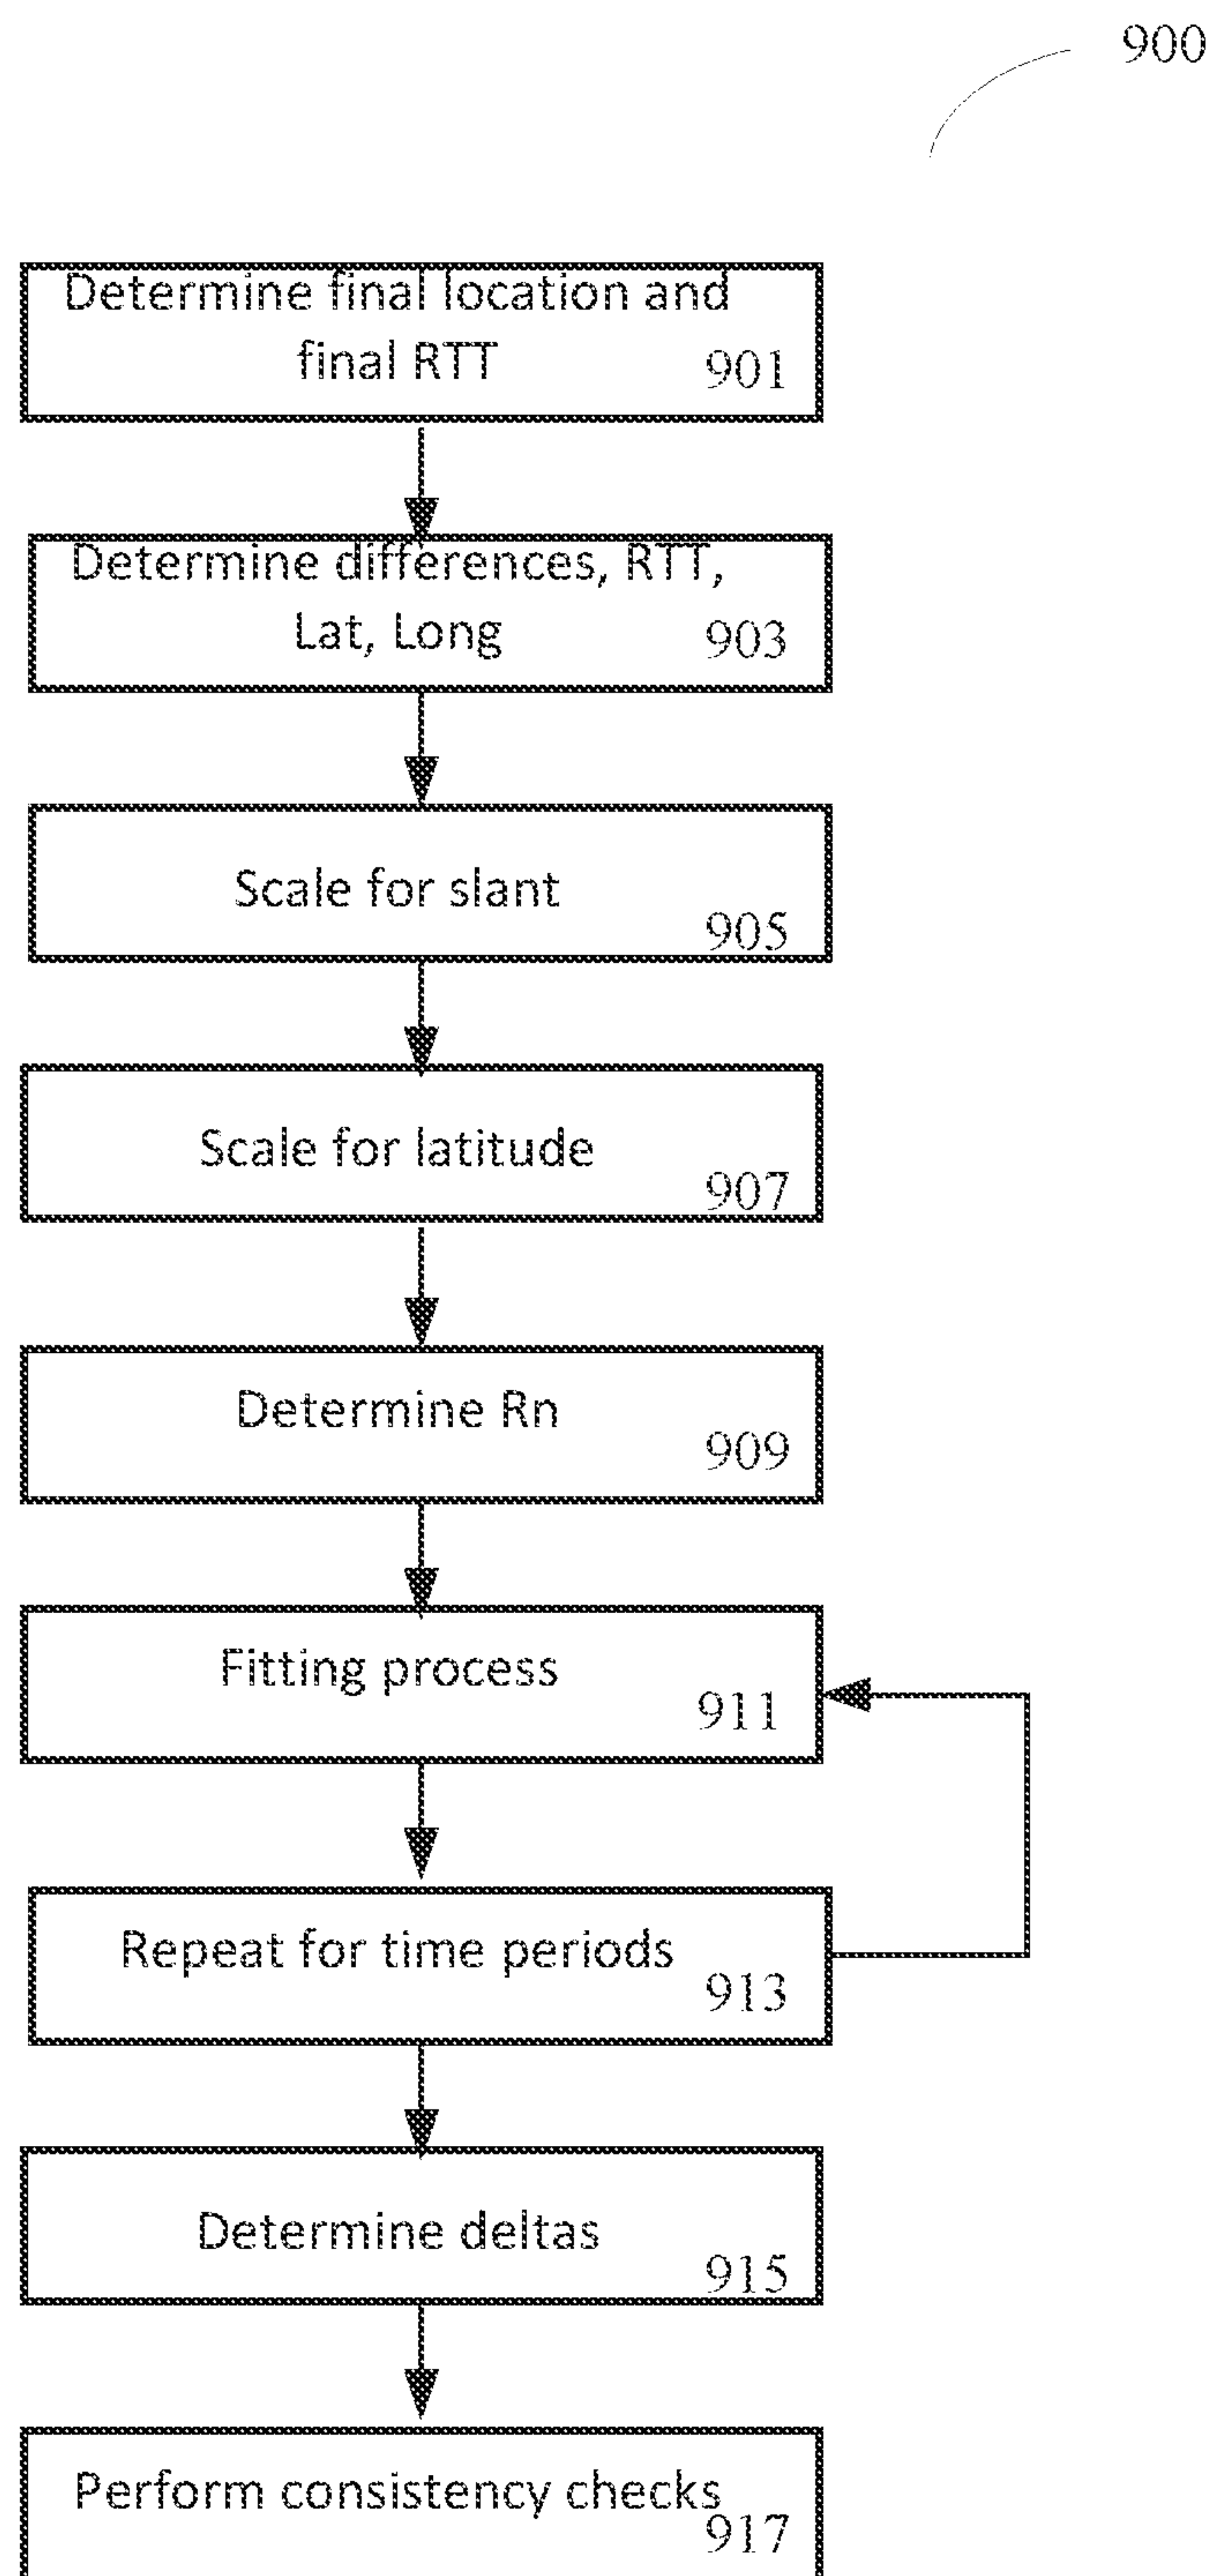 900
Determine final location and
final RTT
901
Determine differences, RTT,
Lat, Long
903
Scale for slant
905
Scale for latitude
907
Determine Rn
909
Fitting process
911
Repeat for time periods
913
Determine deltas
915
Perform consistency checks
917